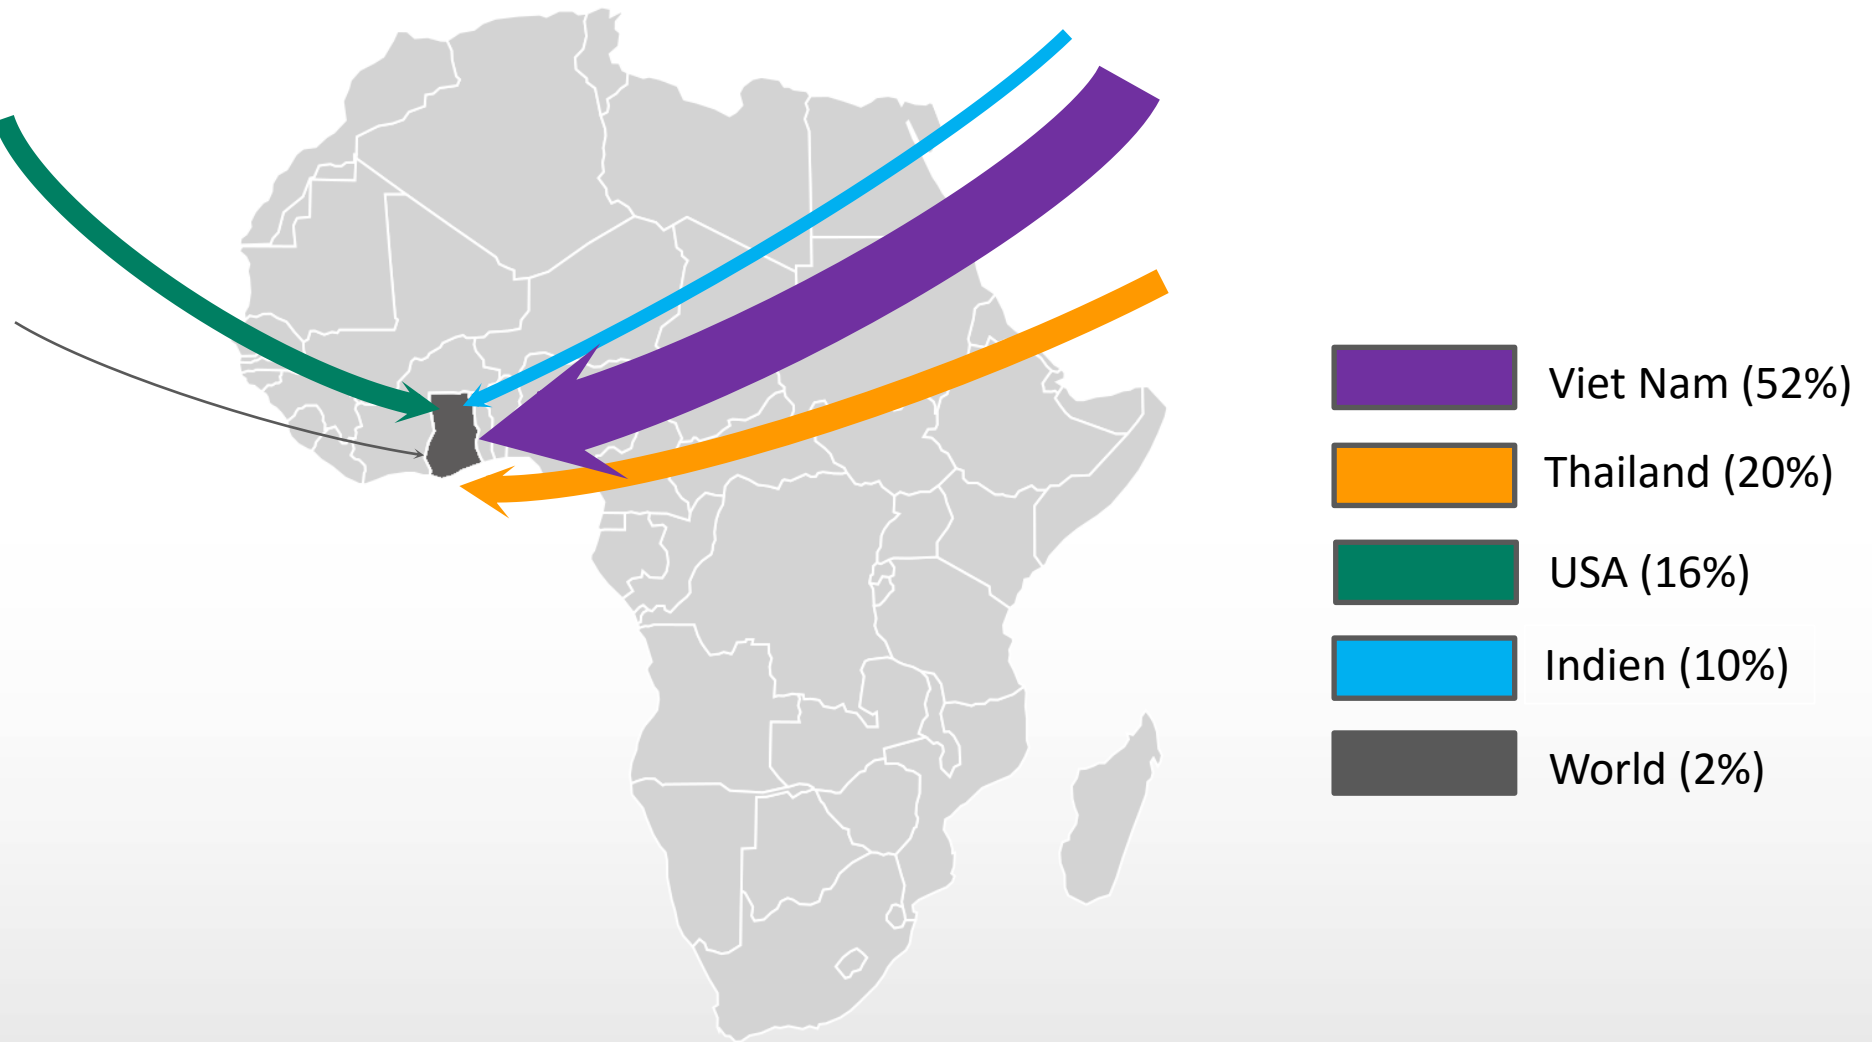 Viet Nam (52%)
Thailand (20%)
USA (16%)
Indien (10%)
World (2%)